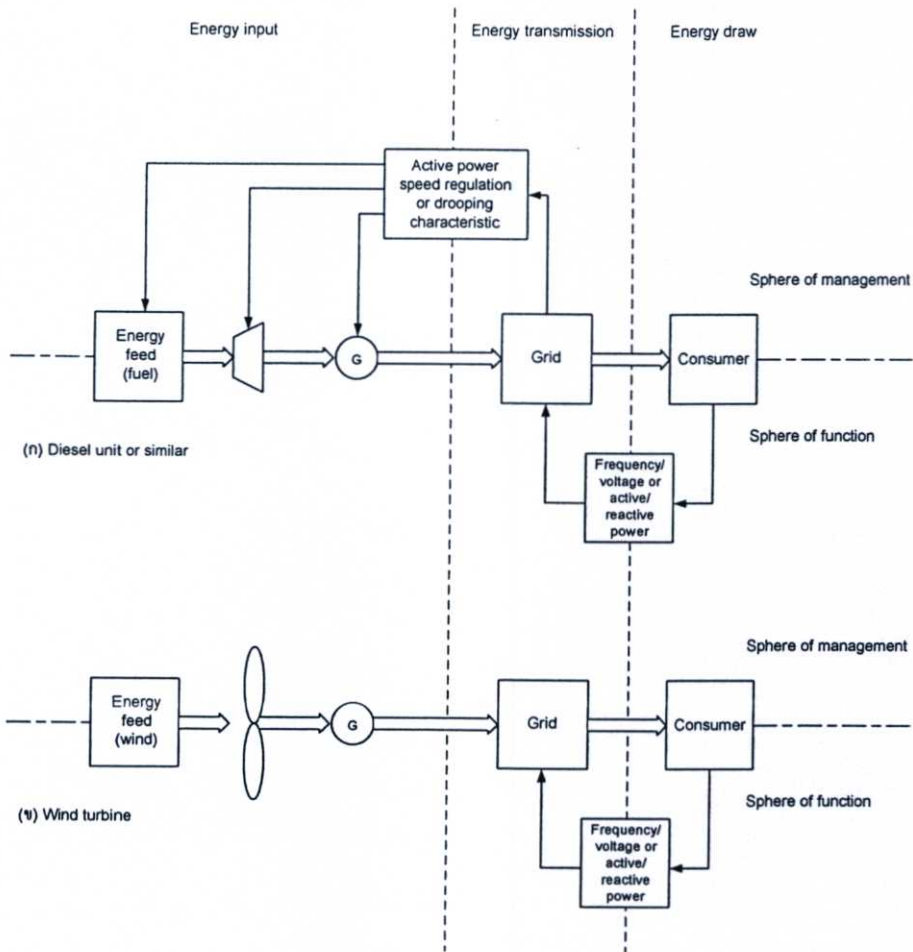 Energy input
Energy transmission
Energy draw
Active power
speed regulation
or drooping
characteristic
Sphere of management
Energy
feed
(fuel)
G
Grid
Consumer
Sphere of function
(ก) Diesel unit or similar
Frequency/
voltage or
active/
reactive
power
Sphere of management
Energy
feed
(wind)
G
Grid
Consumer
Sphere of function
(ข) Wind turbine
Frequency/
voltage or
active/
reactive
power